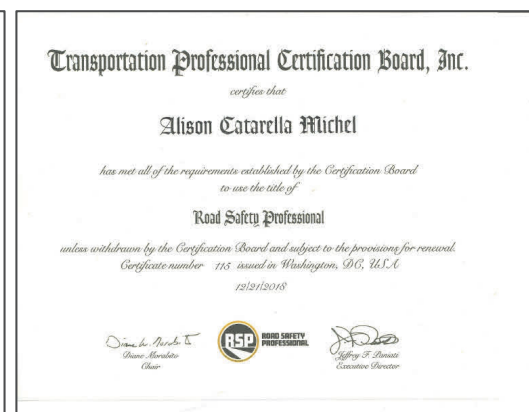 Transportation Professional Certification Board, Inc.
certifies that
Alison Catarella Michel
has met all of the requirements established by the Certification Board
to use the title of
Road Safety Professional
unless withdrawn by the Certification Board and subject to the provisions for renewal.
Certificate number 115 issued in Washington, DC, USA
12/21/2018
Diane Morabito
Chair
RSP ROAD SAFETY
PROFESSIONAL
Jeffrey F. Paniati
Executive Director